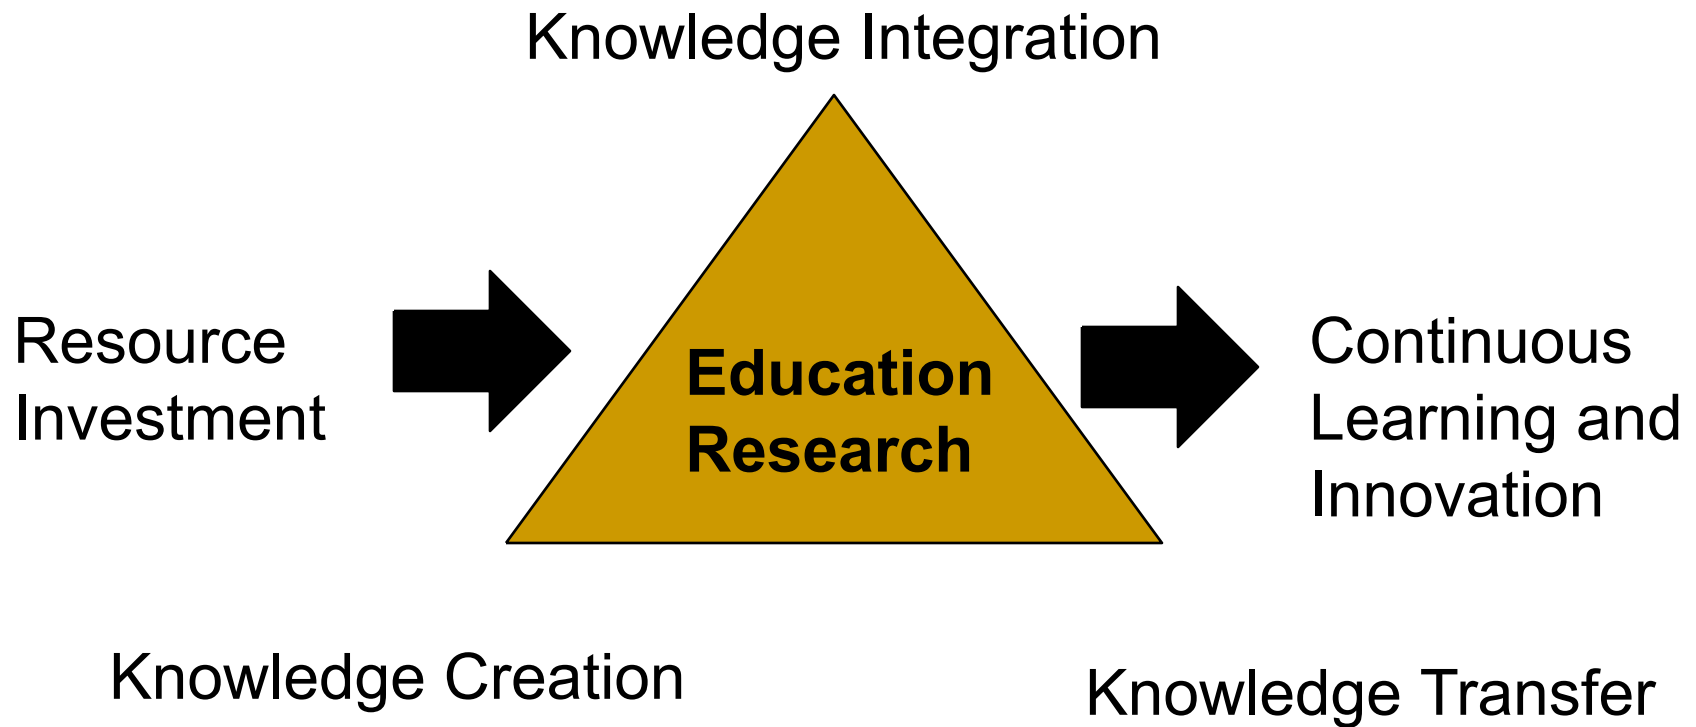 Knowledge Integration
Resource
Investment
Education
Research
Continuous
Learning and
Innovation
Knowledge Creation
Knowledge Transfer